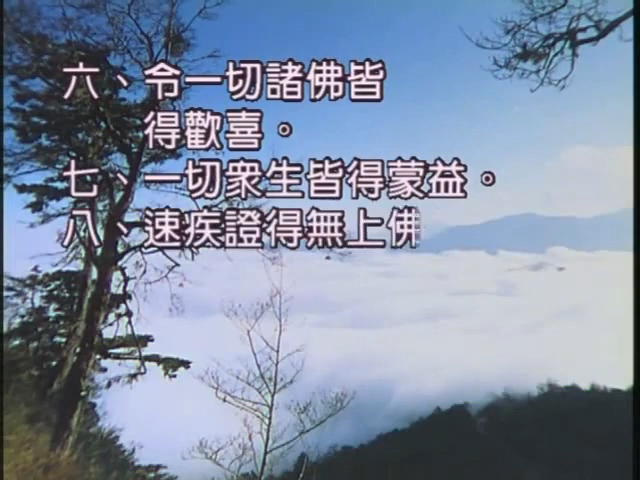 六、令一切諸佛皆
得歡喜。
七、一切眾生皆得蒙益。
八、速疾證得無上佛